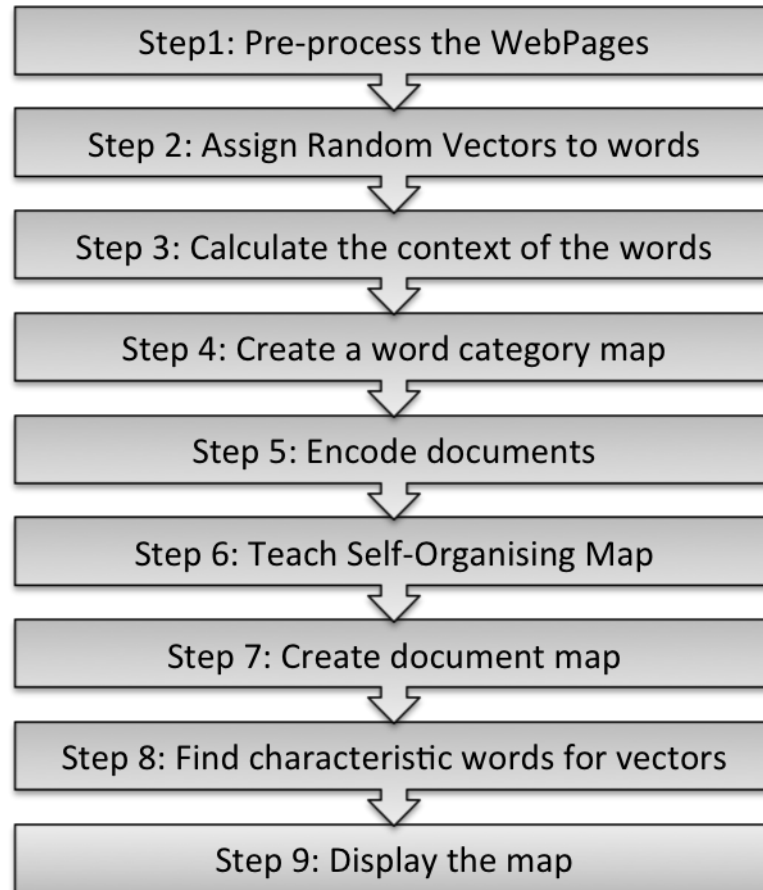 Step1: Pre-process the WebPages
Step 2: Assign Random Vectors to words
Step 3: Calculate the context of the words
Step 4: Create a word category map
Step 5: Encode documents
Step 6: Teach Self-Organising Map
Step 7: Create document map
Step 8: Find characteristic words for vectors
Step 9: Display the map